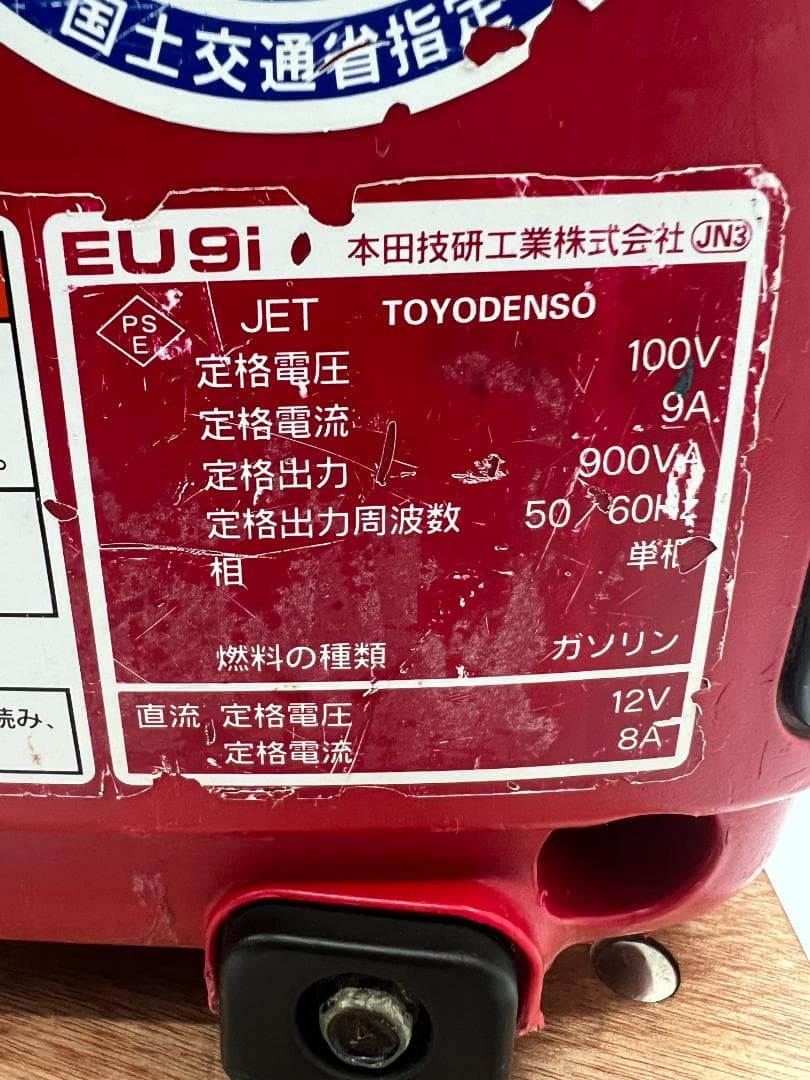 国土交通省指定
EU9i 本田技研工業株式会社 JN3
PS
E
JET TOYODENSO
定格電圧 100V
定格電流 9A
定格出力 900VA
定格出力周波数 50/60HZ
相 単相
燃料の種類 ガソリン
直流 定格電圧 12V
定格電流 8A
。
読み、